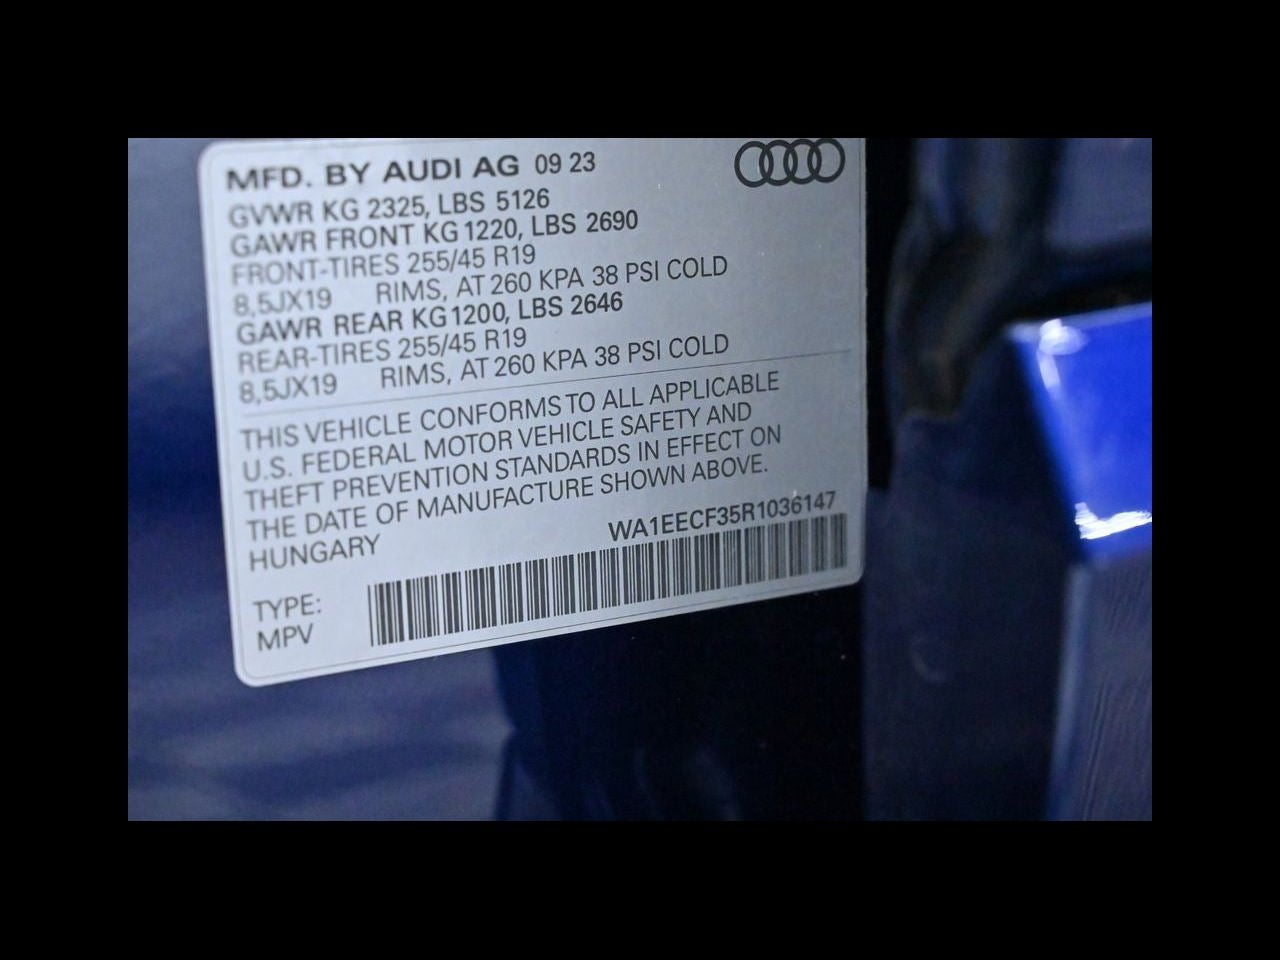 MFD. BY AUDI AG 09 23
GVWR KG 2325, LBS 5126
GAWR FRONT KG 1220, LBS 2690
FRONT-TIRES 255/45 R19
8,5JX19 RIMS, AT 260 KPA 38 PSI COLD
GAWR REAR KG 1200, LBS 2646
REAR-TIRES 255/45 R19
8,5JX19 RIMS, AT 260 KPA 38 PSI COLD
THIS VEHICLE CONFORMS TO ALL APPLICABLE
U.S. FEDERAL MOTOR VEHICLE SAFETY AND
THEFT PREVENTION STANDARDS IN EFFECT ON
THE DATE OF MANUFACTURE SHOWN ABOVE.
HUNGARY WA1EECF35R1036147
TYPE:
MPV